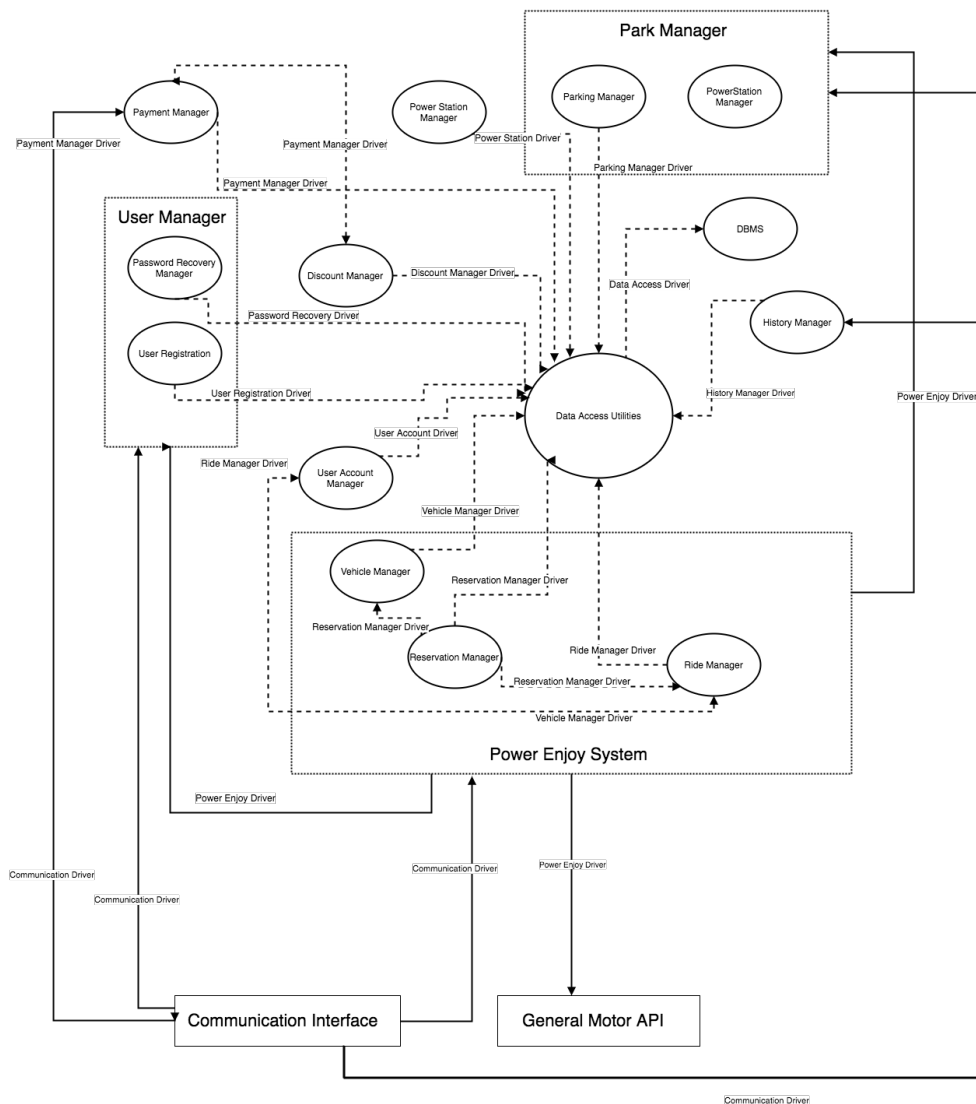 Park Manager
Payment Manager
Power Station
Manager
Parking Manager
PowerStation
Manager
Payment Manager Driver
Payment Manager Driver
Power Station Driver
Parking Manager Driver
Payment Manager Driver
User Manager
DBMS
Password Recovery
Manager
Discount Manager
Discount Manager Driver
Data Access Driver
Password Recovery Driver
History Manager
User Registration
User Registration Driver
History Manager Driver
Power Enjoy Driver
Data Access Utilities
User Account Driver
Ride Manager Driver
User Account
Manager
Vehicle Manager Driver
Vehicle Manager
Reservation Manager Driver
Reservation Manager Driver
Reservation Manager
Ride Manager Driver
Ride Manager
Reservation Manager Driver
Vehicle Manager Driver
Power Enjoy System
Power Enjoy Driver
Communication Driver
Power Enjoy Driver
Communication Driver
Communication Driver
Communication Interface
General Motor API
Communication Driver